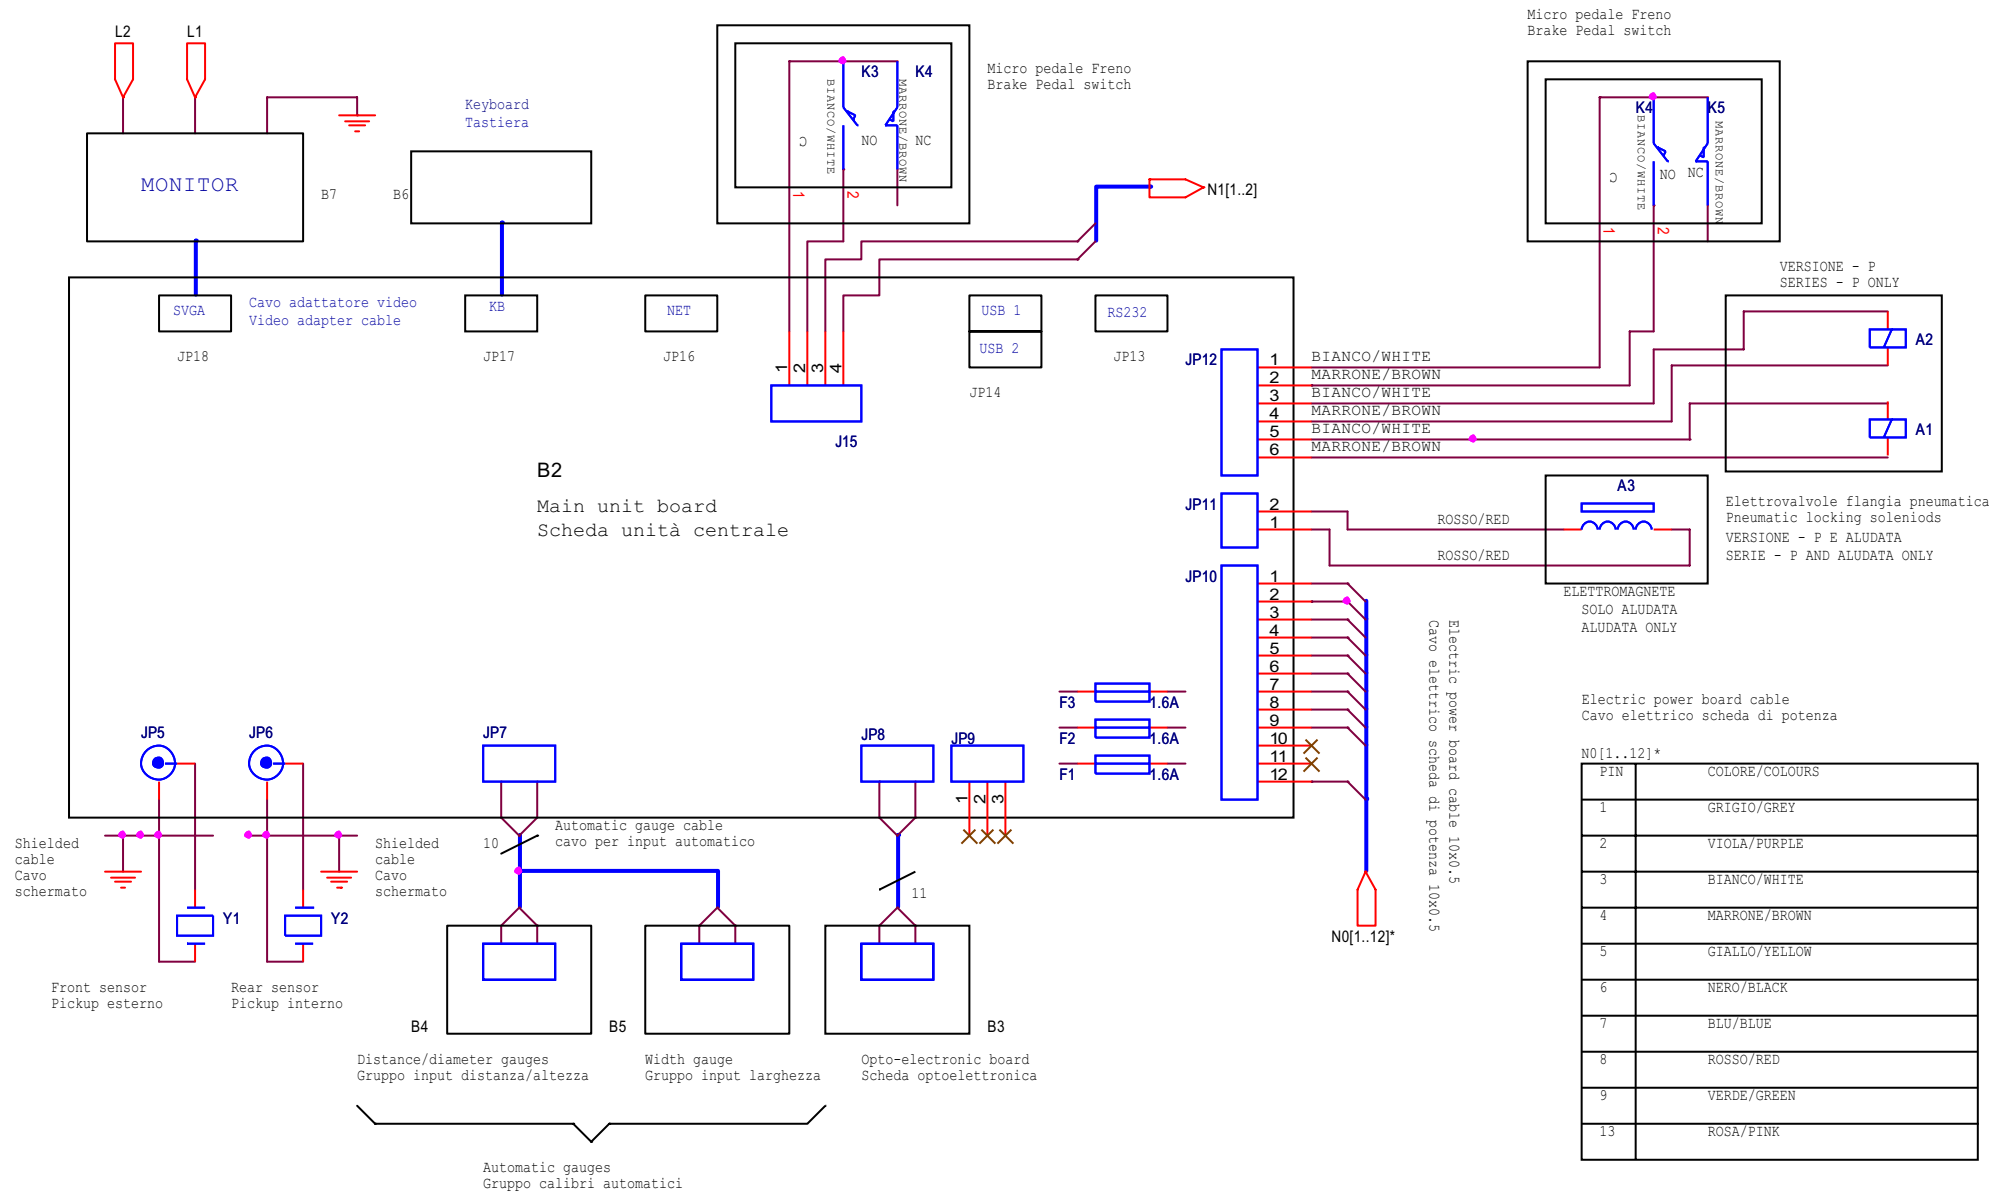 L2
L1
MONITOR
B7
Keyboard
Tastiera
B6
K3
K4
BIANCO/WHITE
MARRONE/BROWN
C
NO
NC
1
2
Micro pedale Freno
Brake Pedal switch
N1[1..2]
Micro pedale Freno
Brake Pedal switch
K4
K5
BIANCO/WHITE
MARRONE/BROWN
C
NO
NC
1
2
SVGA
Cavo adattatore video
Video adapter cable
JP18
KB
JP17
NET
JP16
1
2
3
4
J15
USB 1
USB 2
JP14
RS232
JP13
VERSIONE - P
SERIES - P ONLY
A2
A1
JP12
1 BIANCO/WHITE
2 MARRONE/BROWN
3 BIANCO/WHITE
4 MARRONE/BROWN
5 BIANCO/WHITE
6 MARRONE/BROWN
B2
Main unit board
Scheda unità centrale
JP11
2
1
ROSSO/RED
ROSSO/RED
A3
Elettrovalvole flangia pneumatica
Pneumatic locking soleniods
VERSIONE - P E ALUDATA
SERIE - P AND ALUDATA ONLY
ELETTROMAGNETE
SOLO ALUDATA
ALUDATA ONLY
JP10
1
2
3
4
5
6
7
8
9
10
11
12
Electric power board cable 10x0.5
Cavo elettrico scheda di potenza 10x0.5
N0[1..12]*
F3 1.6A
F2 1.6A
F1 1.6A
JP5
JP6
JP7
JP8
JP9
1
2
3
Shielded
cable
Cavo
schermato
Y1
Shielded
cable
Cavo
schermato
Y2
Front sensor
Pickup esterno
Rear sensor
Pickup interno
10
Automatic gauge cable
cavo per input automatico
11
B4
B5
B3
Distance/diameter gauges
Gruppo input distanza/altezza
Width gauge
Gruppo input larghezza
Opto-electronic board
Scheda optoelettronica
Automatic gauges
Gruppo calibri automatici
Electric power board cable
Cavo elettrico scheda di potenza
N0[1..12]*
PIN COLORE/COLOURS
1 GRIGIO/GREY
2 VIOLA/PURPLE
3 BIANCO/WHITE
4 MARRONE/BROWN
5 GIALLO/YELLOW
6 NERO/BLACK
7 BLU/BLUE
8 ROSSO/RED
9 VERDE/GREEN
13 ROSA/PINK